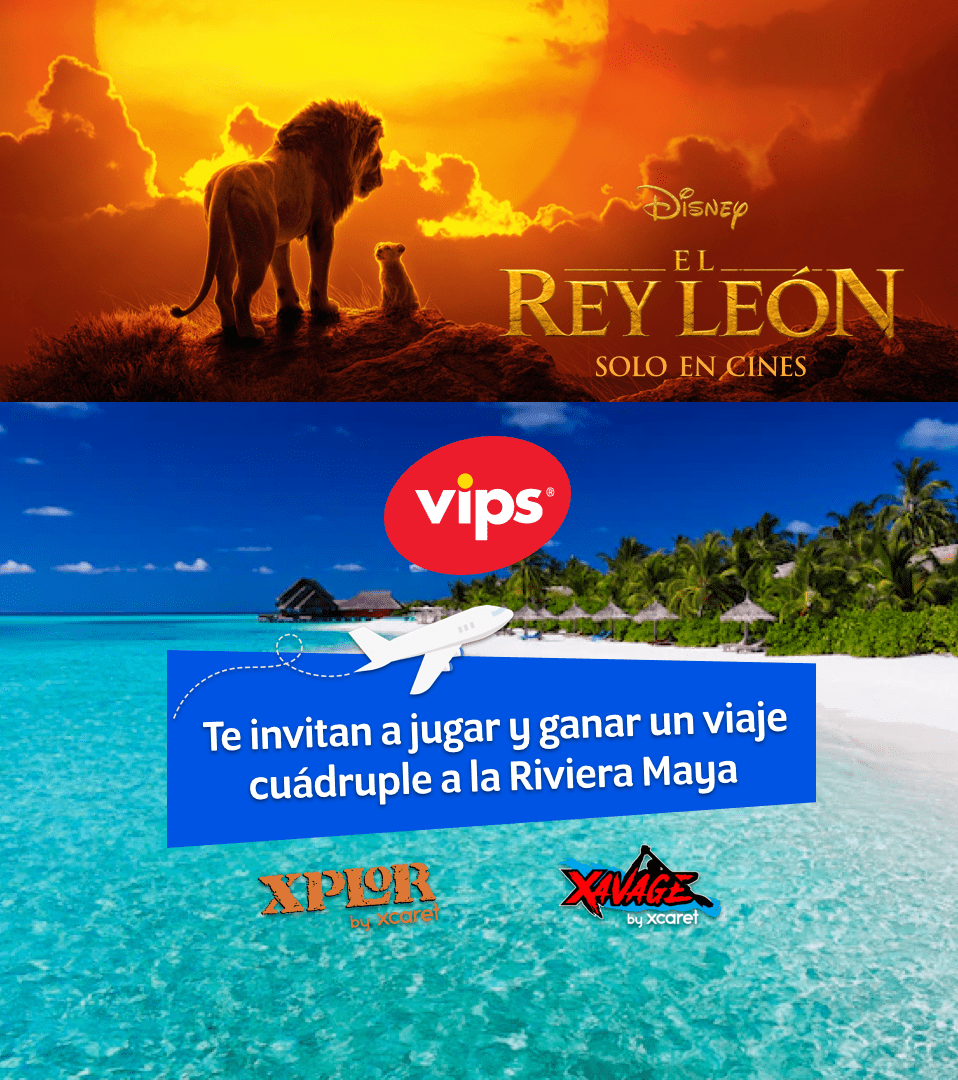 Disney
EL
REY LEÓN
SOLO EN CINES
vips®
Te invitan a jugar y ganar un viaje
cuádruple a la Riviera Maya
XPLOR
by xcaret
XAVAGE
by xcaret